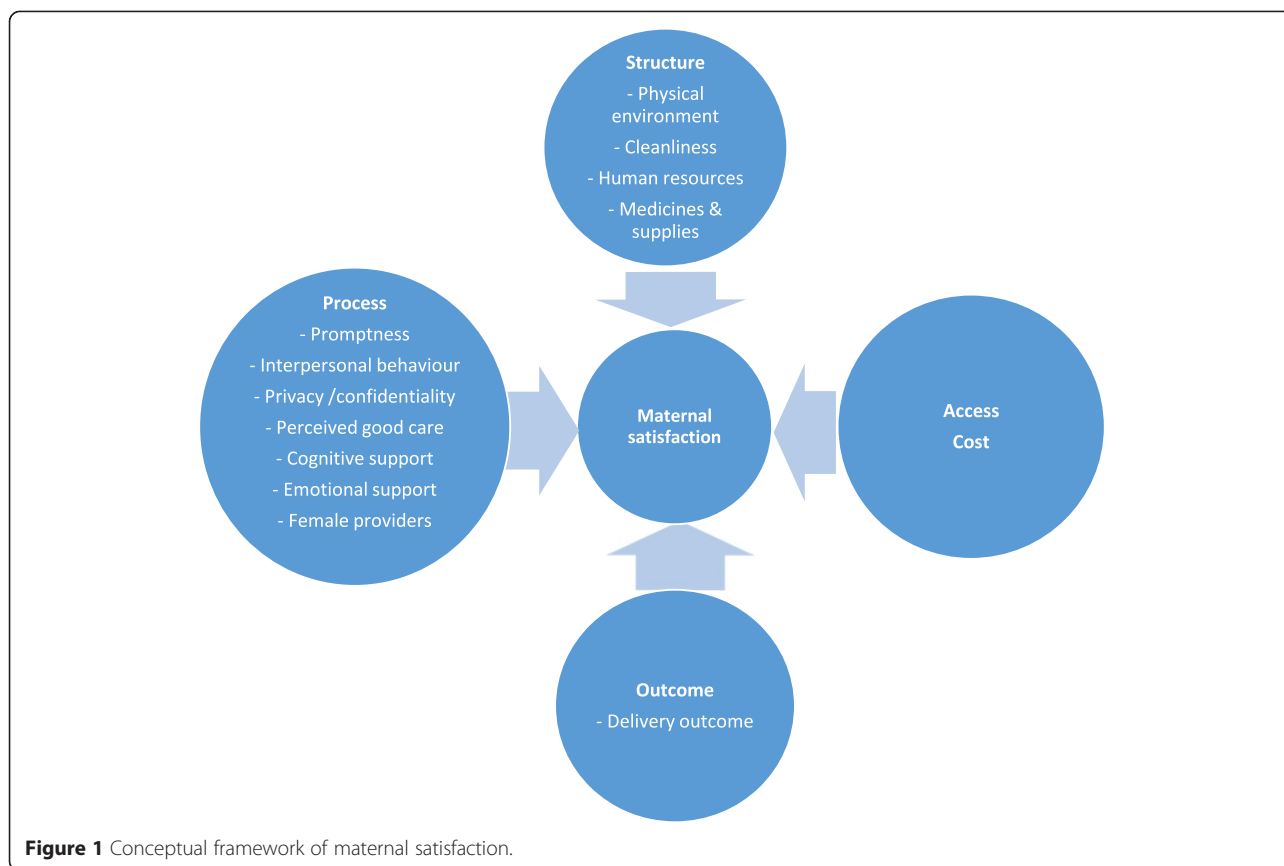 Structure
- Physical
environment
- Cleanliness
- Human resources
- Medicines &
supplies
Process
- Promptness
- Interpersonal behaviour
- Privacy /confidentiality
- Perceived good care
- Cognitive support
- Emotional support
- Female providers
Maternal
satisfaction
Access
Cost
Outcome
- Delivery outcome
Figure 1 Conceptual framework of maternal satisfaction.